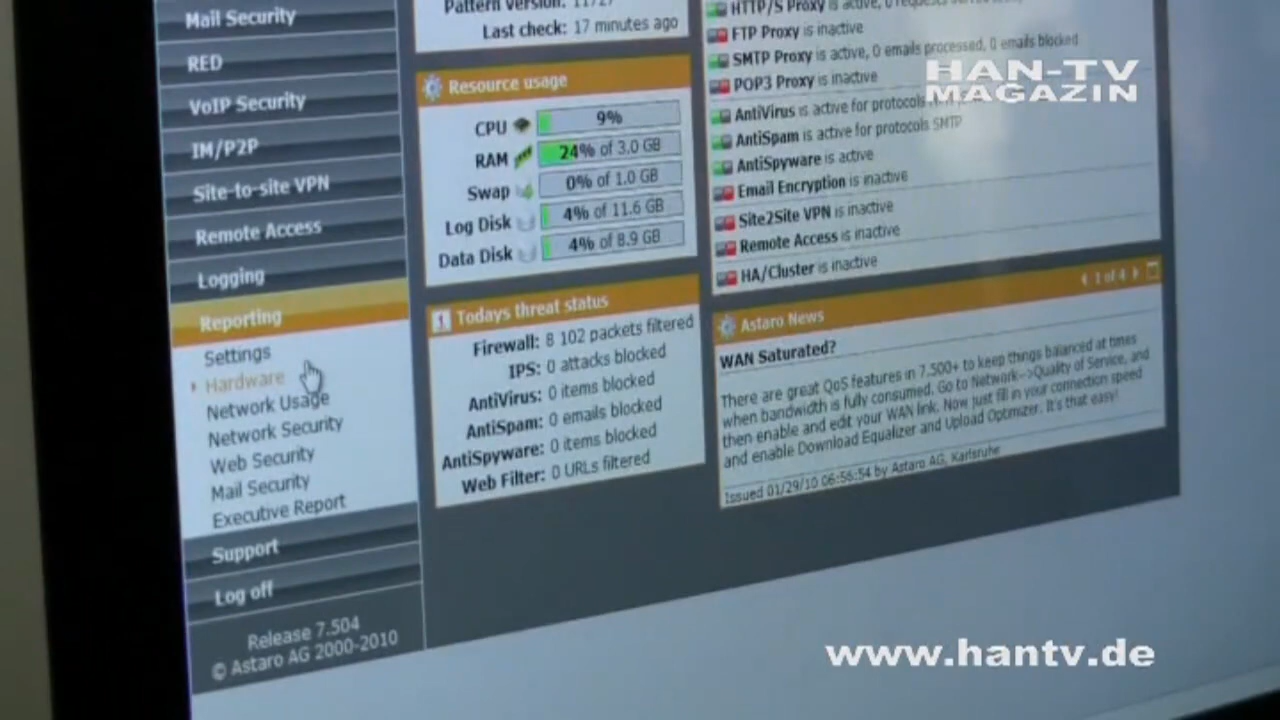 Mail Security
RED
VoIP Security
IM/P2P
Site-to-site VPN
Remote Access
Logging
Reporting
Settings
Hardware
Network Usage
Network Security
Web Security
Mail Security
Executive Report
Support
Log off
Release 7.504
© Astaro AG 2000-2010
Pattern version:
Last check: 17 minutes ago
Resource usage
CPU 9%
RAM 24% of 3.0 GB
Swap 0% of 1.0 GB
Log Disk 4% of 11.6 GB
Data Disk 4% of 8.9 GB
Todays threat status
Firewall: 8 102 packets filtered
IPS: 0 attacks blocked
AntiVirus: 0 items blocked
AntiSpam: 0 emails blocked
AntiSpyware: 0 items blocked
Web Filter: 0 URLs filtered
HTTP/S Proxy is active, 0 requests
FTP Proxy is inactive
SMTP Proxy is active, 0 emails processed, 0 emails blocked
POP3 Proxy is inactive
AntiVirus is active for protocols
AntiSpam is active for protocols SMTP
AntiSpyware is active
Email Encryption is inactive
Site2Site VPN is inactive
Remote Access is inactive
HA/Cluster is inactive
Astaro News
1 of 4
WAN Saturated?
There are great QoS features in 7.500+ to keep things balanced at times
when bandwidth is fully consumed. Go to Network-->Quality of Service, and
then enable and edit your WAN link. Now just fill in your connection speed
and enable Download Equalizer and Upload Optimizer. It's that easy!
Issued 01/29/10 06:56:54 by Astaro AG, Karlsruhe
HAN-TV
MAGAZIN
www.hantv.de